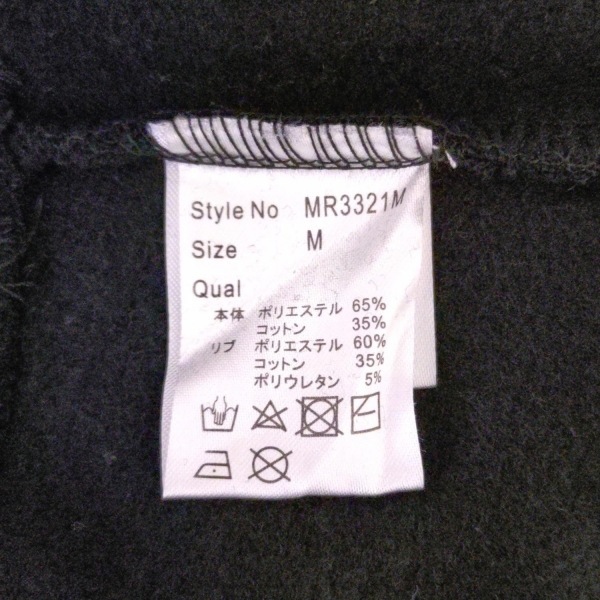 Style No MR3321M
Size M
Qual
本体 ポリエステル 65%
コットン 35%
リブ ポリエステル 60%
コットン 35%
ポリウレタン 5%